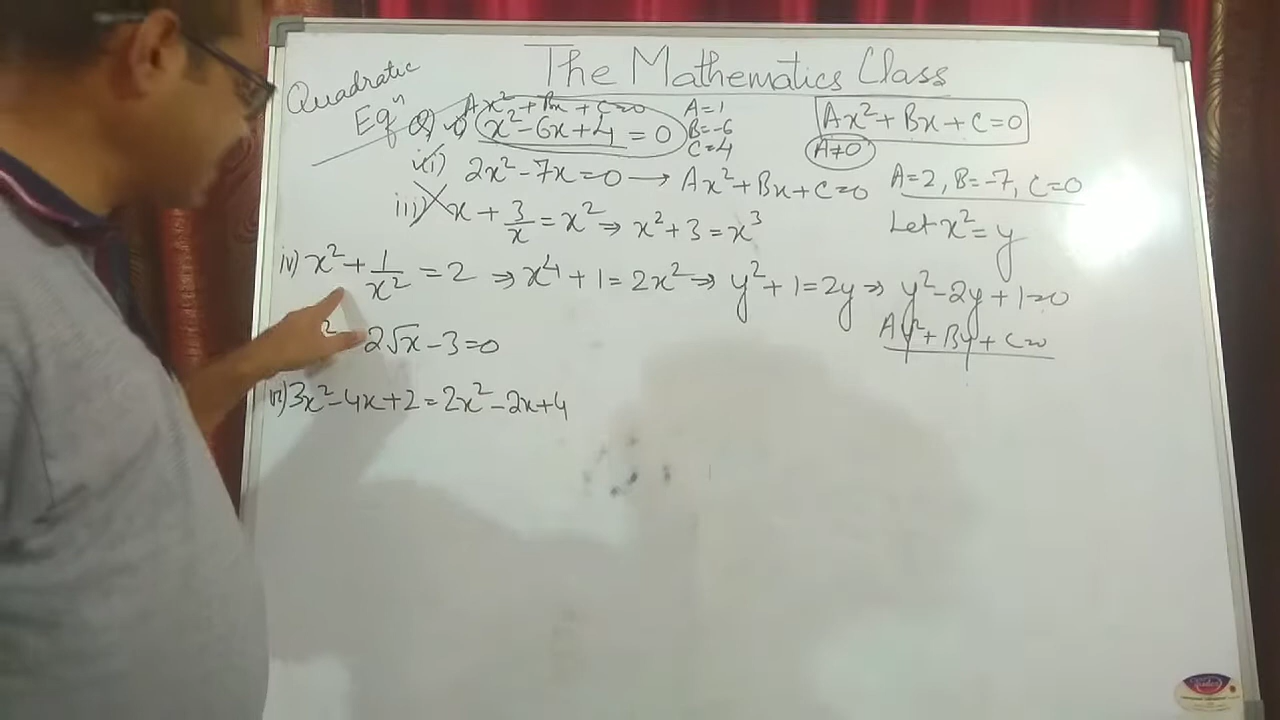 The Mathematics Class
Quadratic
Eqⁿ
Ax² + Bx + C=0
x² - 6x + 4 = 0
A=1
B=-6
C=4
Ax² + Bx + C = 0
A≠0
ii) 2x² - 7x = 0 → Ax² + Bx + C = 0 A=2, B=-7, C=0
iii) x + 3/x = x² ⇒ x² + 3 = x³
Let x² = y
iv) x² + 1/x² = 2 ⇒ x⁴ + 1 = 2x² ⇒ y² + 1 = 2y ⇒ y² - 2y + 1=0
Ay² + By + C=0
² - 2√x - 3 = 0
vi) 3x² - 4x + 2 = 2x² - 2x + 4